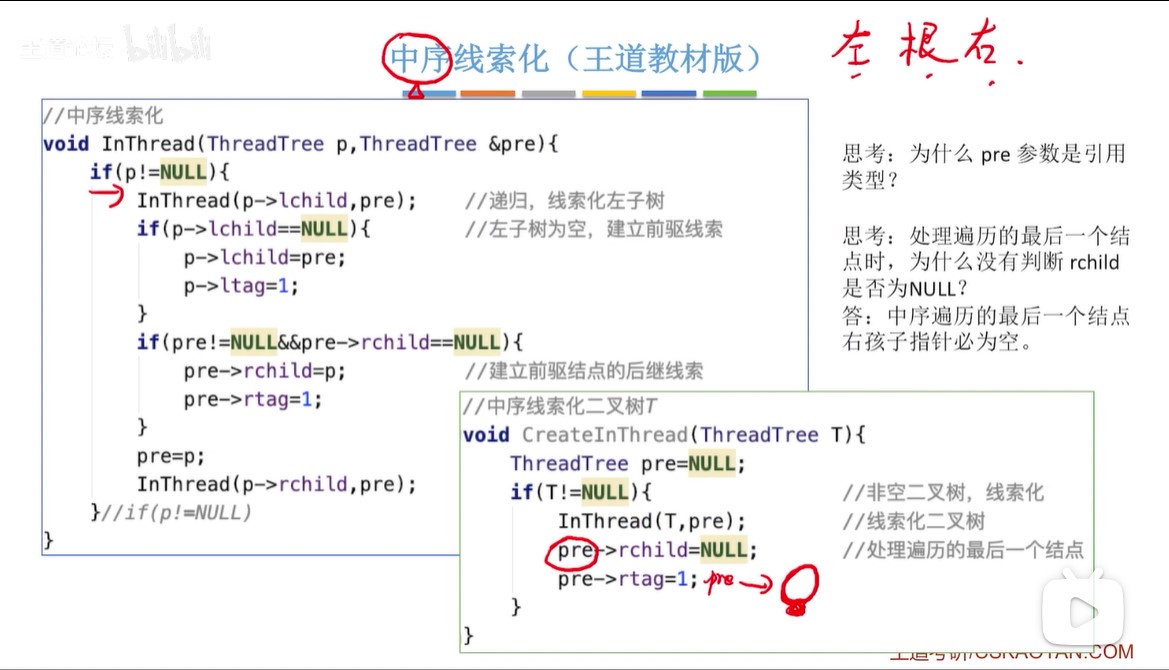 王道论坛 bilibili
中序线索化（王道教材版）
左 根 右.
//中序线索化
void InThread(ThreadTree p,ThreadTree &pre){
if(p!=NULL){
InThread(p->lchild,pre); //递归，线索化左子树
if(p->lchild==NULL){ //左子树为空，建立前驱线索
p->lchild=pre;
p->ltag=1;
}
if(pre!=NULL&&pre->rchild==NULL){
pre->rchild=p; //建立前驱结点的后继线索
pre->rtag=1;
}
pre=p;
InThread(p->rchild,pre);
}//if(p!=NULL)
}
思考：为什么 pre 参数是引用
类型？
思考：处理遍历的最后一个结
点时，为什么没有判断 rchild
是否为NULL？
答：中序遍历的最后一个结点
右孩子指针必为空。
//中序线索化二叉树T
void CreateInThread(ThreadTree T){
ThreadTree pre=NULL;
if(T!=NULL){ //非空二叉树，线索化
InThread(T,pre); //线索化二叉树
pre->rchild=NULL; //处理遍历的最后一个结点
pre->rtag=1; pre
}
}
王道考研/CSKAOYAN.COM